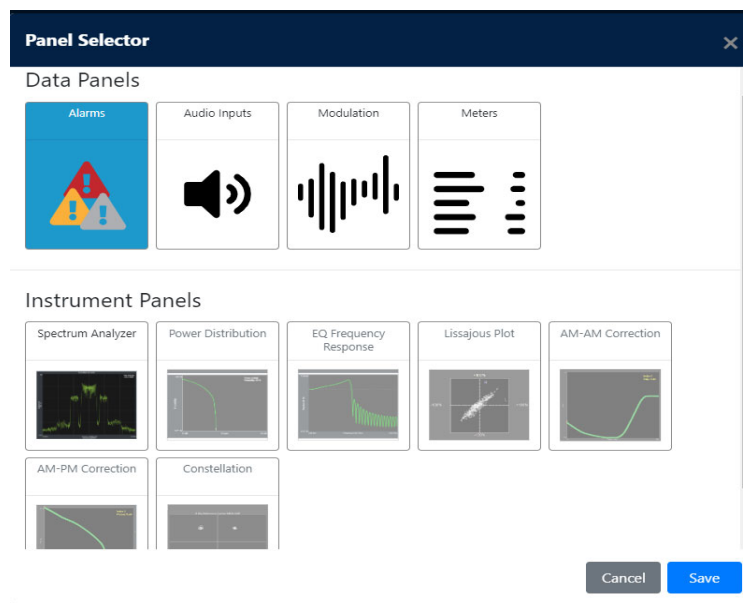 Panel Selector
×
Data Panels
Alarms
Audio Inputs
Modulation
Meters
Instrument Panels
Spectrum Analyzer
Power Distribution
EQ Frequency
Response
Lissajous Plot
AM-AM Correction
AM-PM Correction
Constellation
Cancel
Save